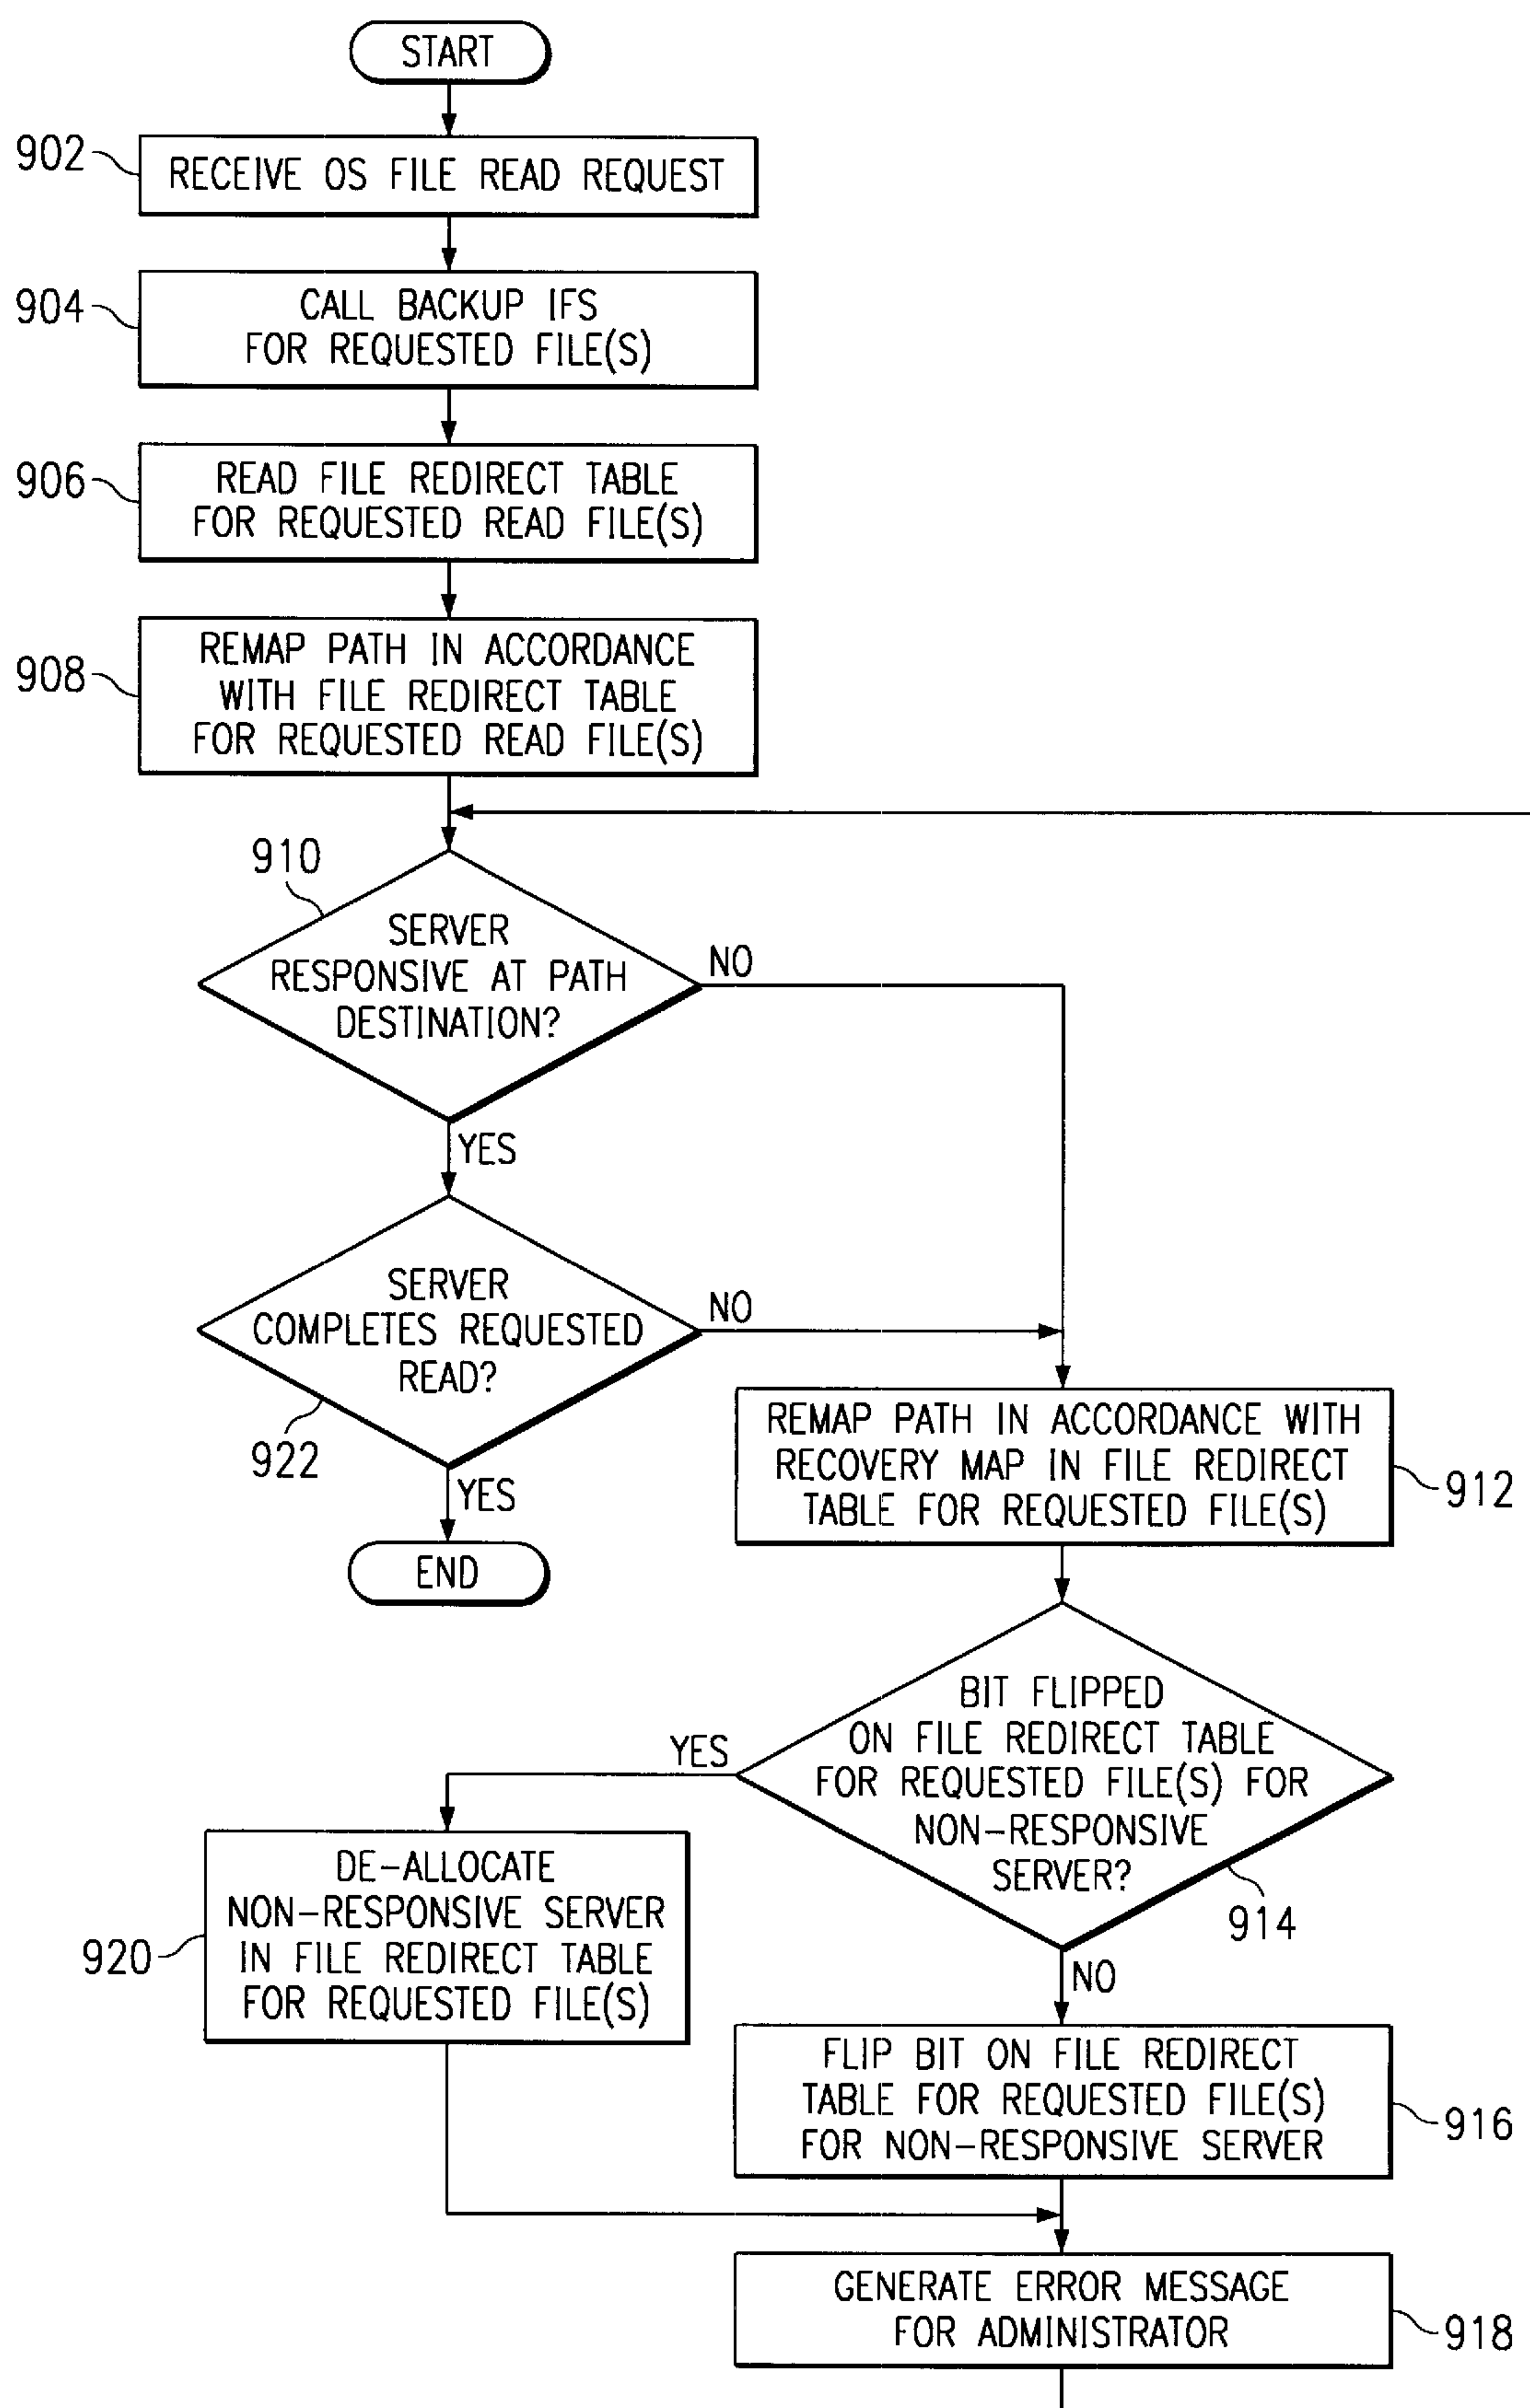 START
902
RECEIVE OS FILE READ REQUEST
904
CALL BACKUP IFS
FOR REQUESTED FILE(S)
906
READ FILE REDIRECT TABLE
FOR REQUESTED READ FILE(S)
908
REMAP PATH IN ACCORDANCE
WITH FILE REDIRECT TABLE
FOR REQUESTED READ FILE(S)
910
SERVER
RESPONSIVE AT PATH
DESTINATION?
NO
YES
SERVER
COMPLETES REQUESTED
READ?
NO
922
YES
END
REMAP PATH IN ACCORDANCE WITH
RECOVERY MAP IN FILE REDIRECT
TABLE FOR REQUESTED FILE(S)
912
BIT FLIPPED
ON FILE REDIRECT TABLE
FOR REQUESTED FILE(S) FOR
NON-RESPONSIVE
SERVER?
914
YES
NO
DE-ALLOCATE
NON-RESPONSIVE SERVER
IN FILE REDIRECT TABLE
FOR REQUESTED FILE(S)
920
FLIP BIT ON FILE REDIRECT
TABLE FOR REQUESTED FILE(S)
FOR NON-RESPONSIVE SERVER
916
GENERATE ERROR MESSAGE
FOR ADMINISTRATOR
918